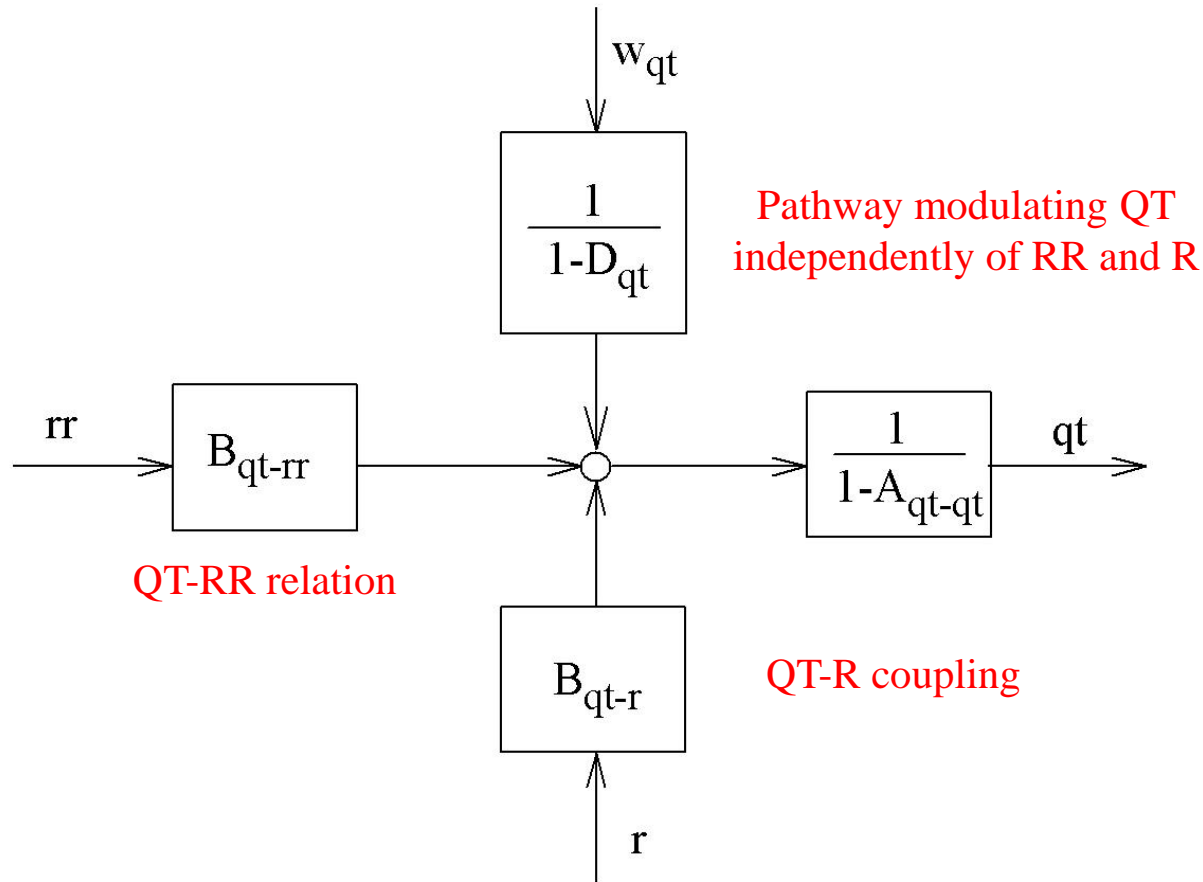 w_qt
1
1-D_qt
Pathway modulating QT
independently of RR and R
rr
B_qt-rr
1
1-A_qt-qt
qt
QT-RR relation
B_qt-r
QT-R coupling
r